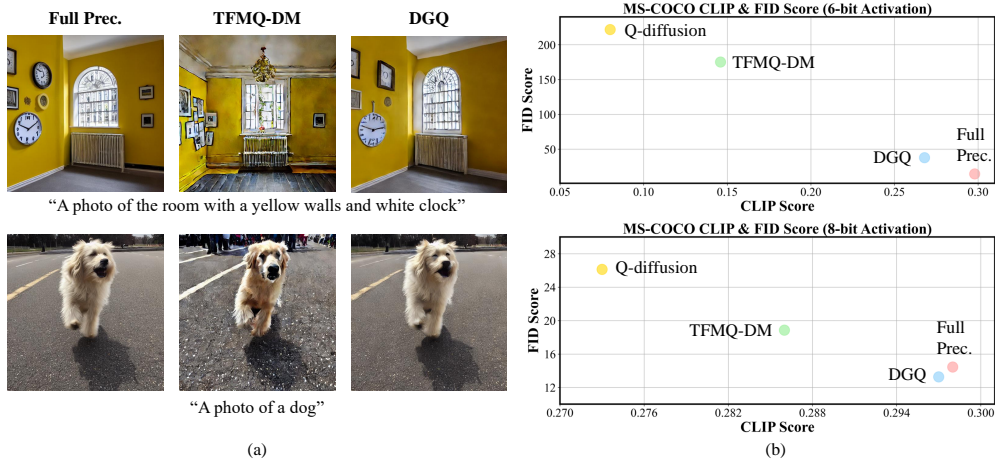 Full Prec.
TFMQ-DM
DGQ
“A photo of the room with a yellow walls and white clock”
“A photo of a dog”
(a)
MS-COCO CLIP & FID Score (6-bit Activation)
FID Score
200
150
100
50
Q-diffusion
TFMQ-DM
DGQ
Full
Prec.
0.05
0.10
0.15
0.20
0.25
0.30
CLIP Score
MS-COCO CLIP & FID Score (8-bit Activation)
FID Score
28
24
20
16
12
Q-diffusion
TFMQ-DM
DGQ
Full
Prec.
0.270
0.276
0.282
0.288
0.294
0.300
CLIP Score
(b)